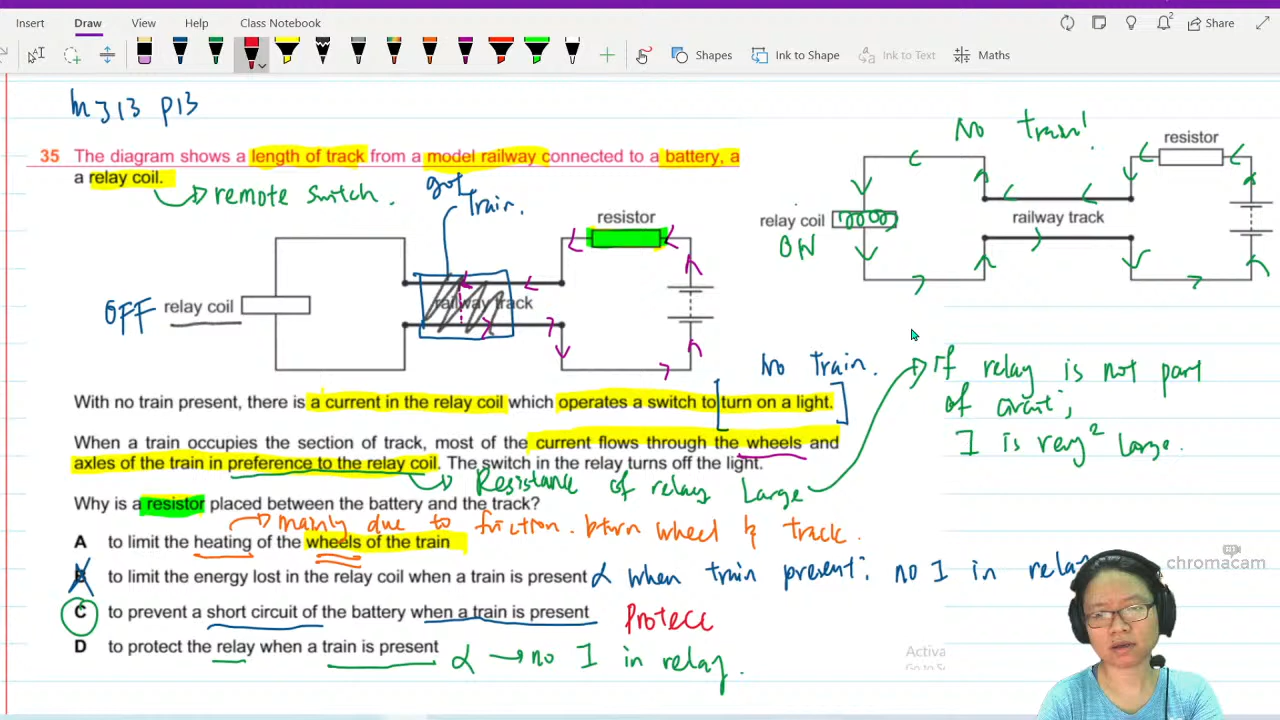 Insert Draw View Help Class Notebook Share
Shapes Ink to Shape Ink to Text Maths
mj13 p13
35 The diagram shows a length of track from a model railway connected to a battery, a
a relay coil.
remote switch.
got
train.
resistor
OFF relay coil
railway track
No train!
resistor
relay coil
railway track
ON
No train.
With no train present, there is a current in the relay coil which operates a switch to turn on a light.
When a train occupies the section of track, most of the current flows through the wheels and
axles of the train in preference to the relay coil. The switch in the relay turns off the light.
Resistance of relay Large
If relay is not part
of circuit,
I is very² large.
Why is a resistor placed between the battery and the track?
mainly due to friction. btwn wheel & track.
A to limit the heating of the wheels of the train
B to limit the energy lost in the relay coil when a train is present when train present: no I in relay
C to prevent a short circuit of the battery when a train is present Protect
D to protect the relay when a train is present no I in relay.
chromacam
Activa
Go to Se